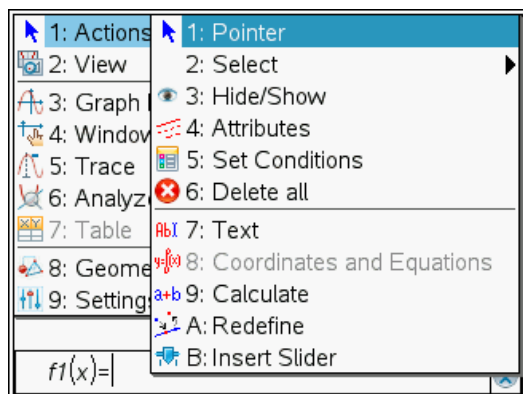 1: Actions
2: View
3: Graph
4: Window
5: Trace
6: Analyz
7: Table
8: Geome
9: Setting
1: Pointer
2: Select
3: Hide/Show
4: Attributes
5: Set Conditions
6: Delete all
7: Text
8: Coordinates and Equations
9: Calculate
A: Redefine
B: Insert Slider
f1(x)=